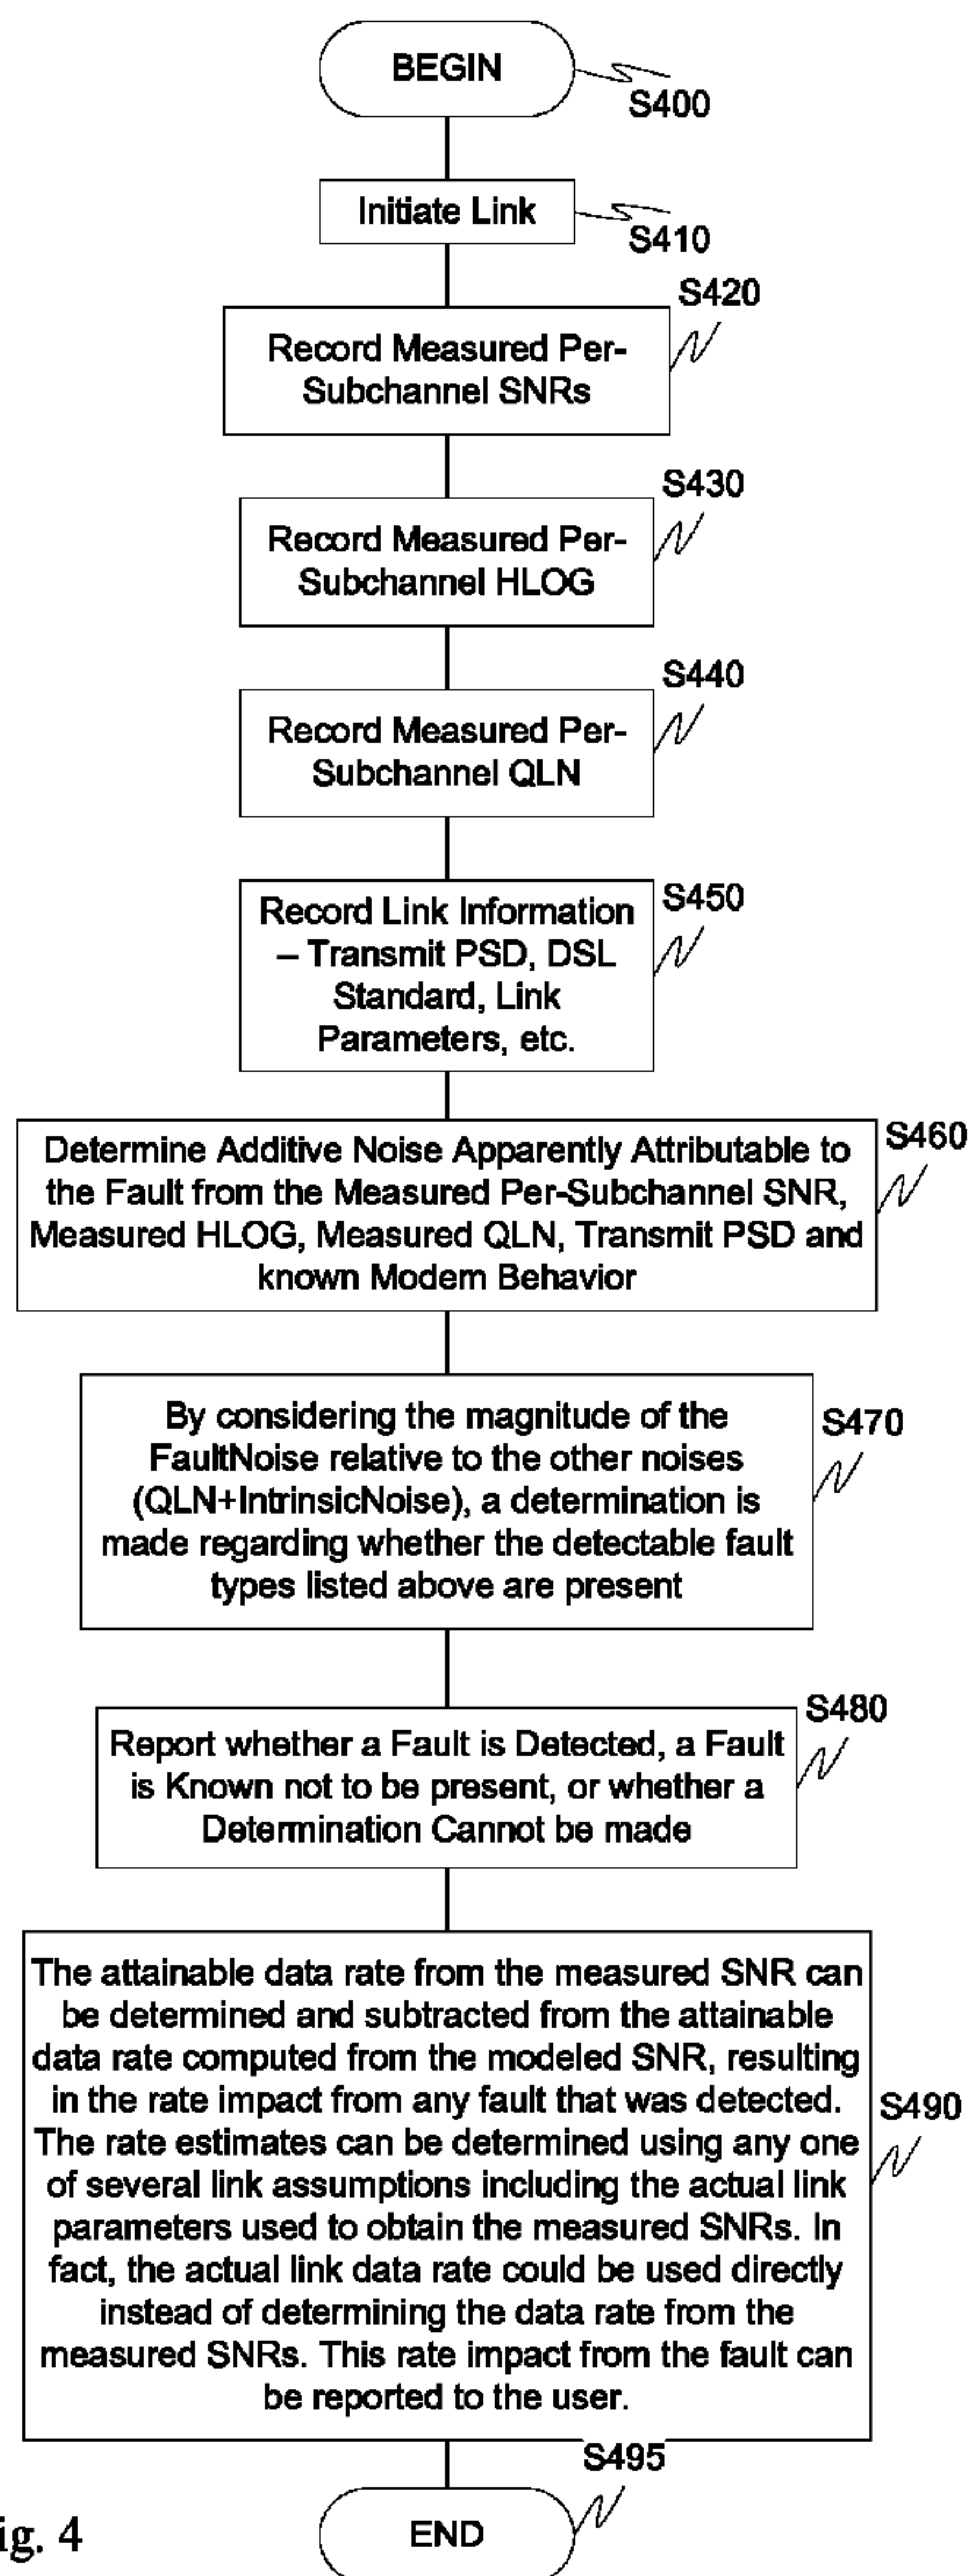 BEGIN
S400
Initiate Link
S410
S420
Record Measured Per-
Subchannel SNRs
S430
Record Measured Per-
Subchannel HLOG
S440
Record Measured Per-
Subchannel QLN
S450
Record Link Information
– Transmit PSD, DSL
Standard, Link
Parameters, etc.
S460
Determine Additive Noise Apparently Attributable to
the Fault from the Measured Per-Subchannel SNR,
Measured HLOG, Measured QLN, Transmit PSD and
known Modem Behavior
S470
By considering the magnitude of the
FaultNoise relative to the other noises
(QLN+IntrinsicNoise), a determination is
made regarding whether the detectable fault
types listed above are present
S480
Report whether a Fault is Detected, a Fault
is Known not to be present, or whether a
Determination Cannot be made
The attainable data rate from the measured SNR can
be determined and subtracted from the attainable
data rate computed from the modeled SNR, resulting
in the rate impact from any fault that was detected.
S490
The rate estimates can be determined using any one
of several link assumptions including the actual link
parameters used to obtain the measured SNRs. In
fact, the actual link data rate could be used directly
instead of determining the data rate from the
measured SNRs. This rate impact from the fault can
be reported to the user.
S495
END
ig. 4